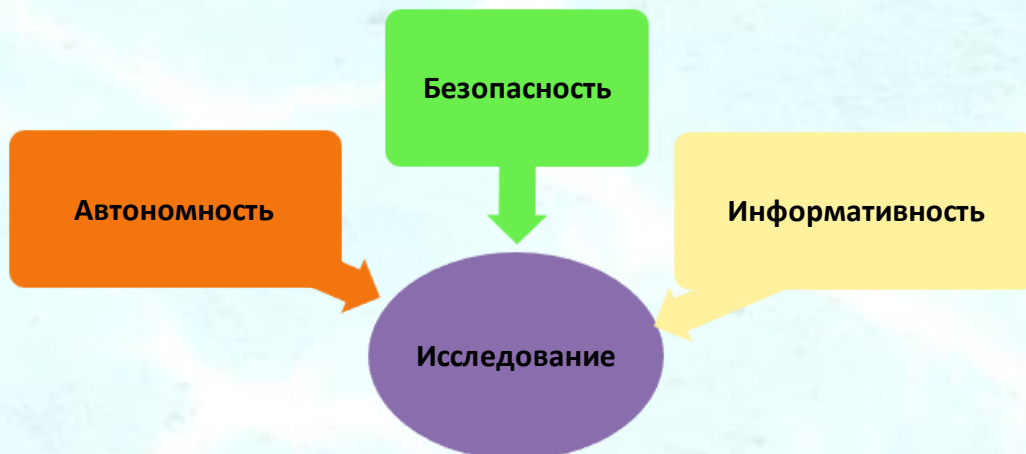 Безопасность
Автономность
Информативность
Исследование